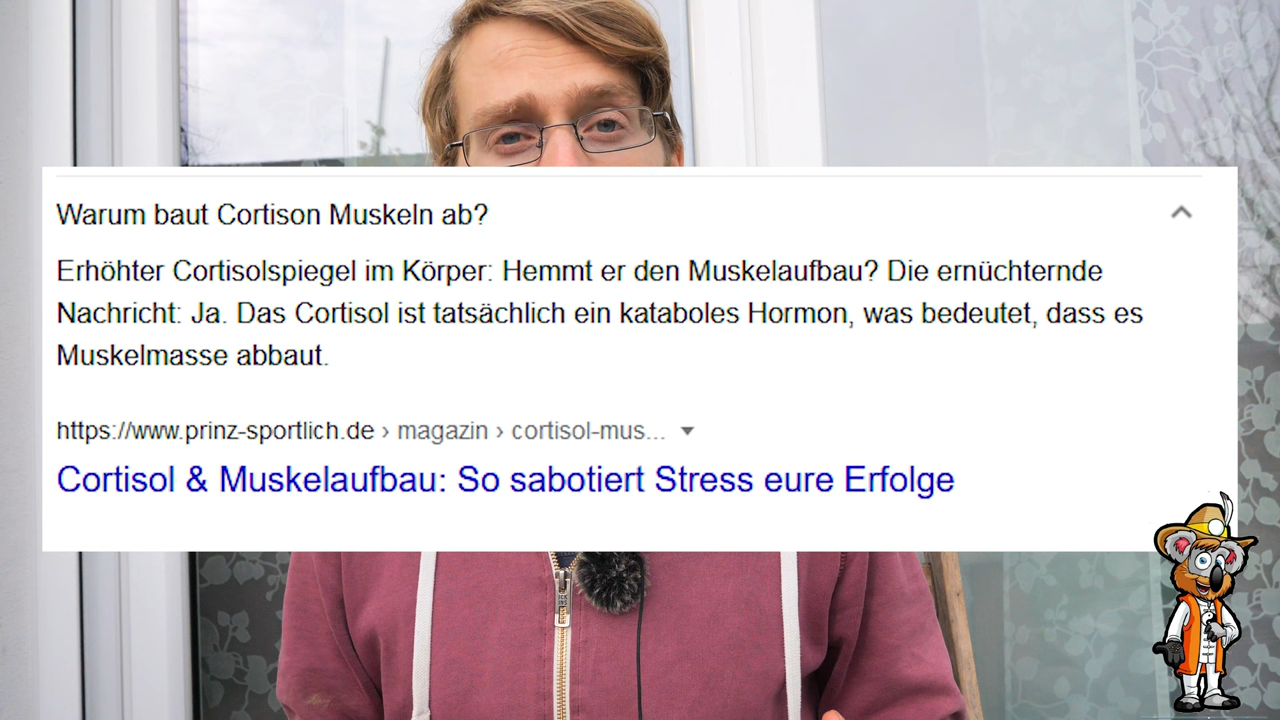 Warum baut Cortison Muskeln ab?
Erhöhter Cortisolspiegel im Körper: Hemmt er den Muskelaufbau? Die ernüchternde
Nachricht: Ja. Das Cortisol ist tatsächlich ein kataboles Hormon, was bedeutet, dass es
Muskelmasse abbaut.
https://www.prinz-sportlich.de › magazin › cortisol-mus...
Cortisol & Muskelaufbau: So sabotiert Stress eure Erfolge